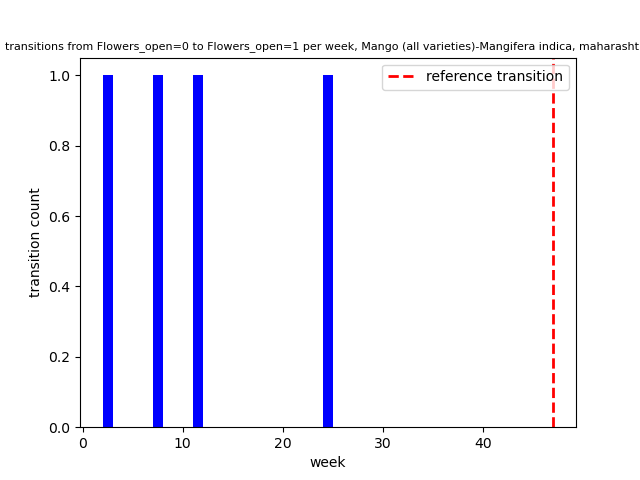 transitions from Flowers_open=0 to Flowers_open=1 per week, Mango (all varieties)-Mangifera indica, maharasht
reference transition
1.0
0.8
0.6
0.4
0.2
0.0
transition count
0 10 20 30 40
week